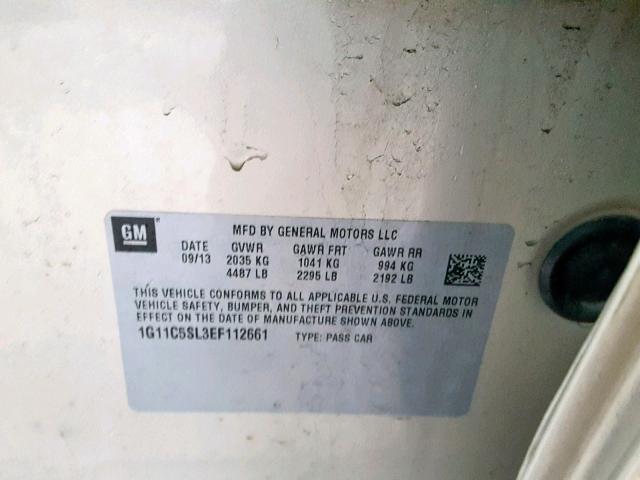 GM
MFD BY GENERAL MOTORS LLC
DATE GVWR GAWR FRT GAWR RR
09/13 2035 KG 1041 KG 994 KG
4487 LB 2295 LB 2192 LB
THIS VEHICLE CONFORMS TO ALL APPLICABLE U.S. FEDERAL MOTOR
VEHICLE SAFETY, BUMPER, AND THEFT PREVENTION STANDARDS IN
EFFECT ON THE DATE OF MANUFACTURE SHOWN ABOVE.
1G11C5SL3EF112661 TYPE: PASS CAR